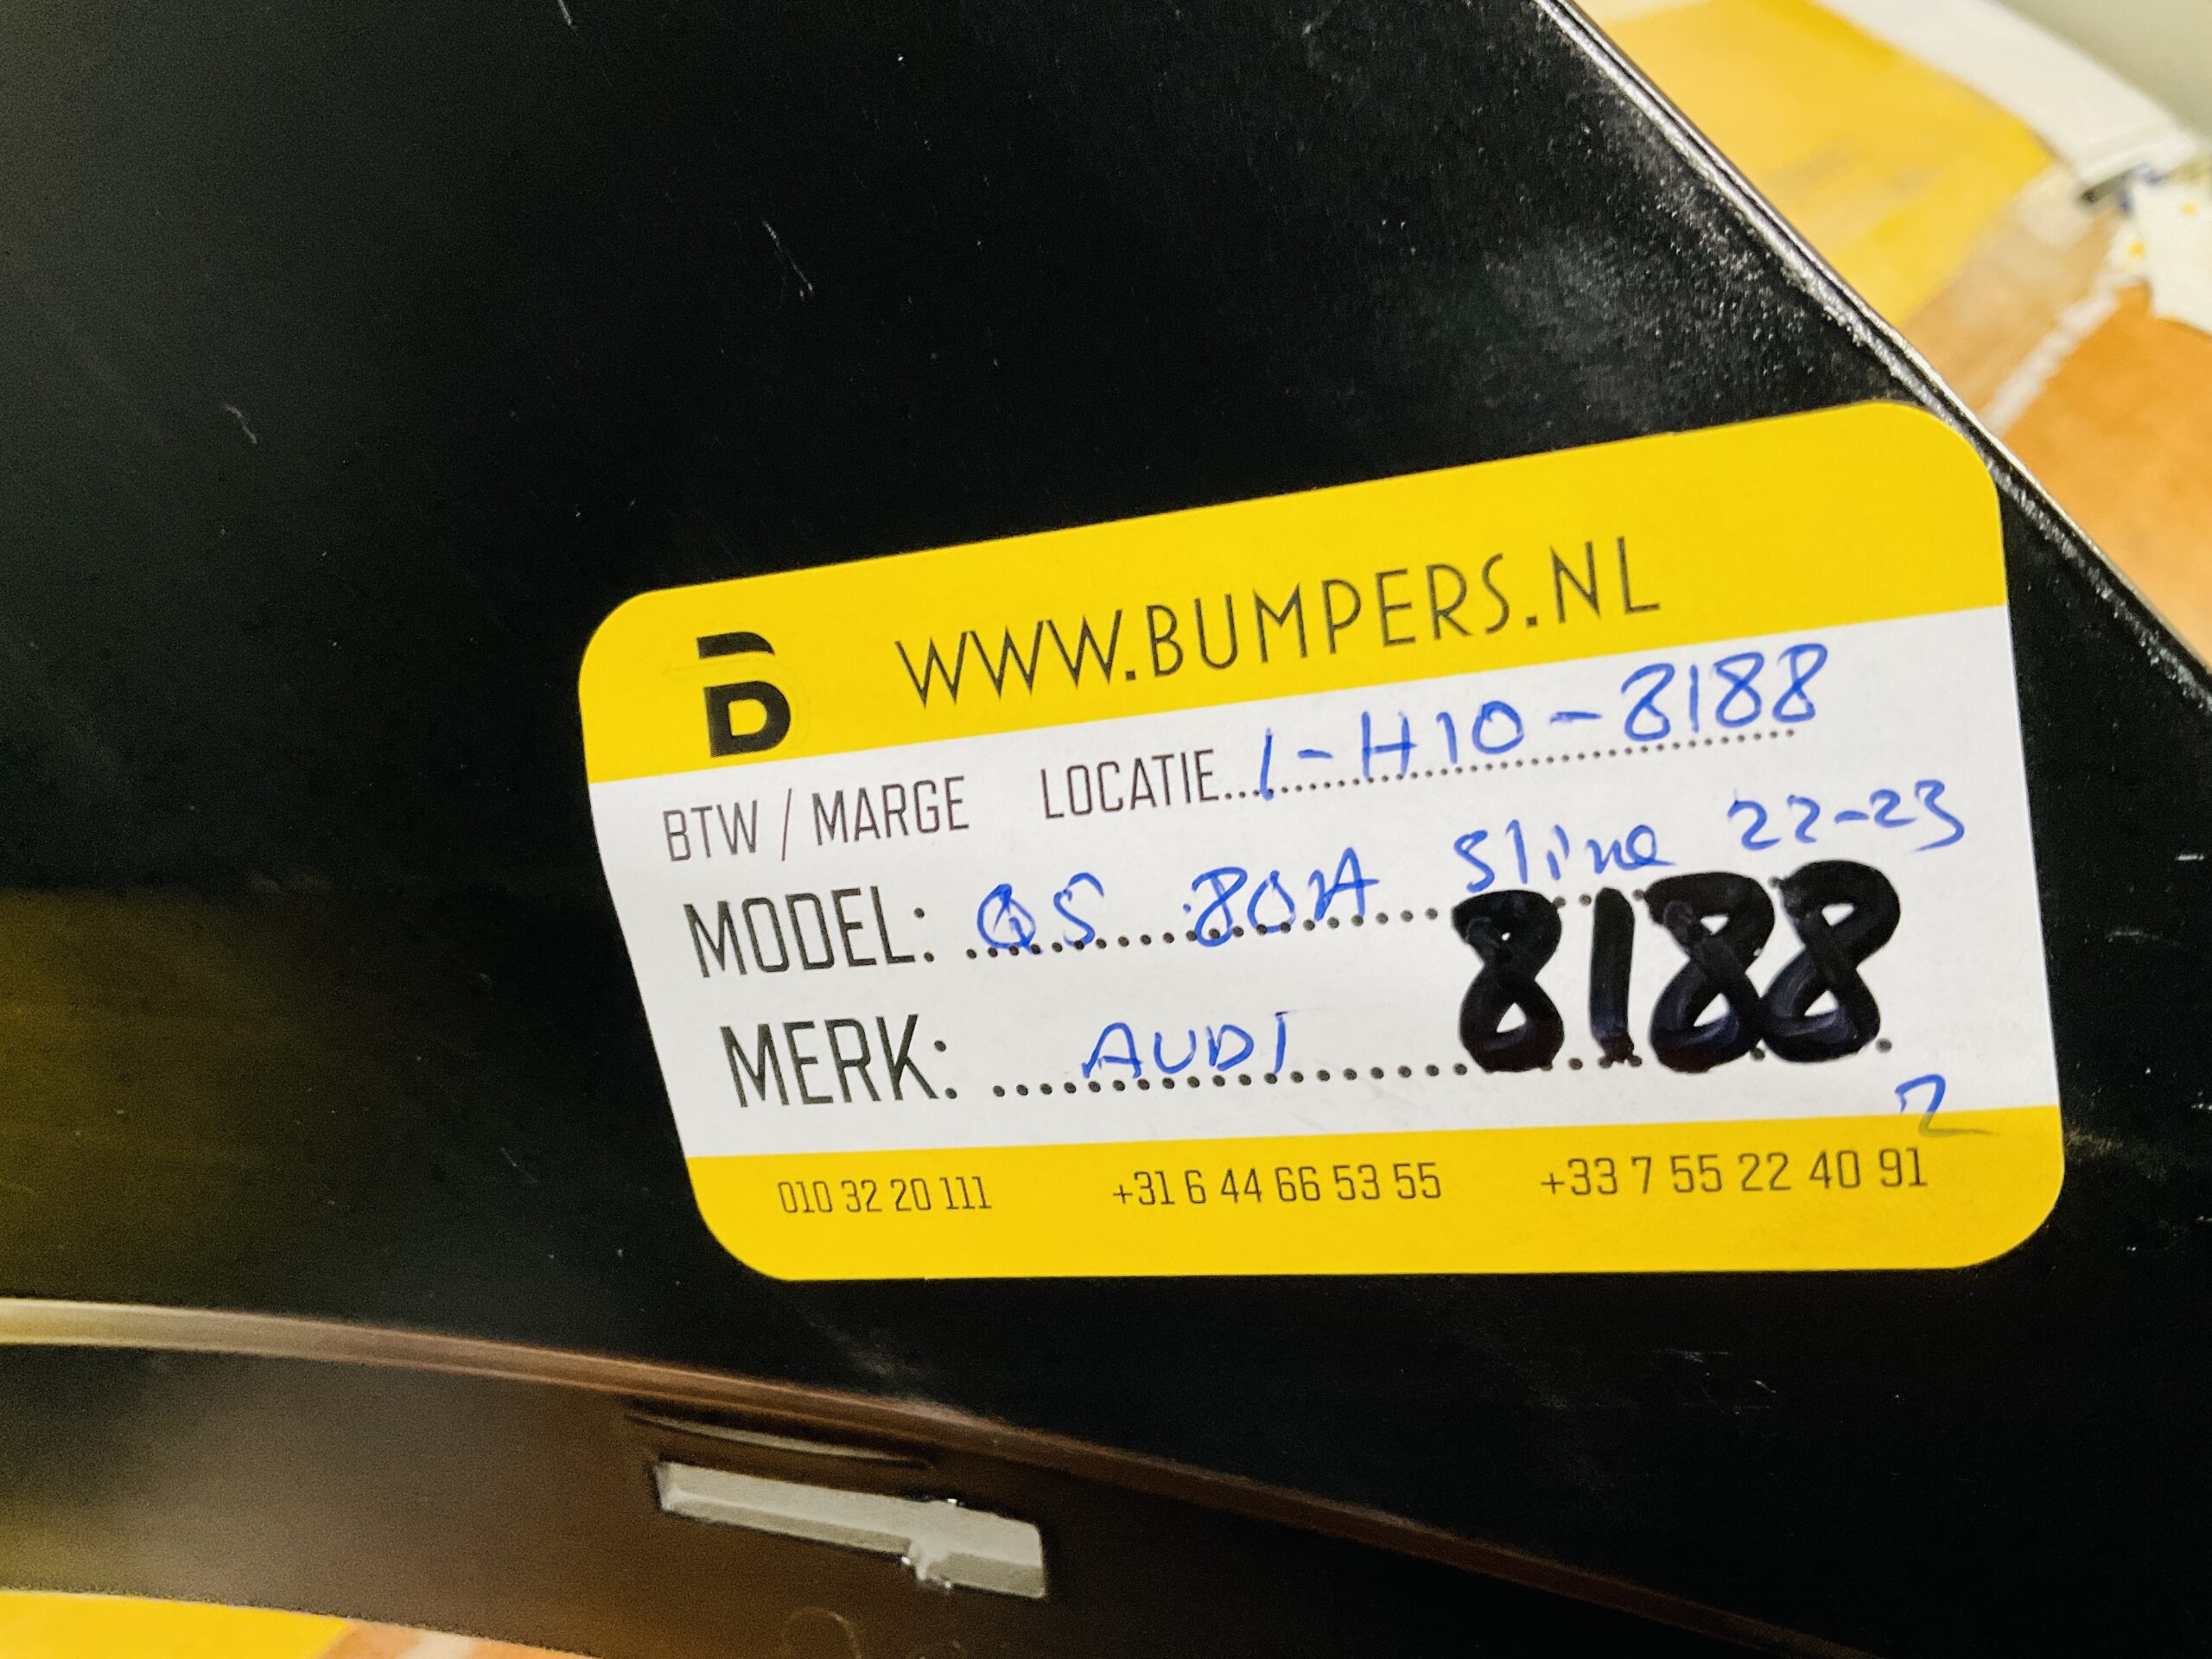 WWW.BUMPERS.NL
BTW / MARGE LOCATIE...1-H10-8188
MODEL: Q5 80A Sline 22-23
8188
MERK: AUDI
2
010 32 20 111 +31 6 44 66 53 55 +33 7 55 22 40 91